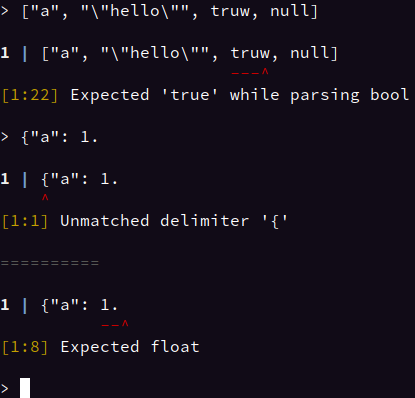 > ["a", "\"hello\"", truw, null]
1 | ["a", "\"hello\"", truw, null]
---^
[1:22] Expected 'true' while parsing bool
> {"a": 1.
1 | {"a": 1.
^
[1:1] Unmatched delimiter '{'
==========
1 | {"a": 1.
--^
[1:8] Expected float
>